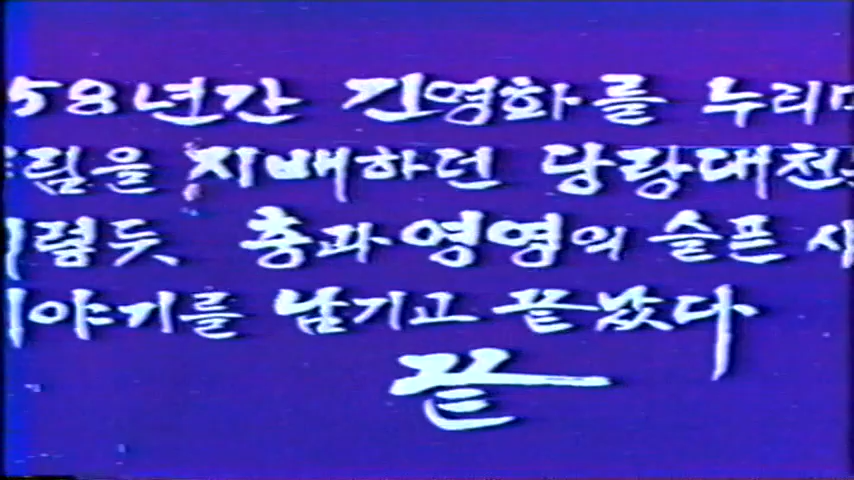 58년간 긴영화를 누리며
림을 지배하던 당랑대천
이렴듯 충과영영의 슬픈 사
이야기를 남기고 끝났다
끝